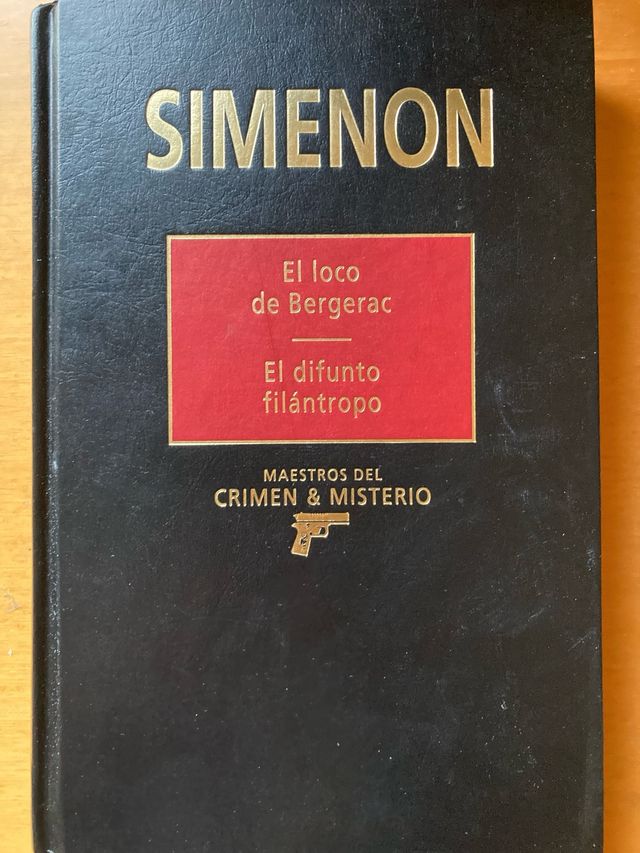 SIMENON
El loco
de Bergerac
El difunto
filántropo
MAESTROS DEL
CRIMEN & MISTERIO